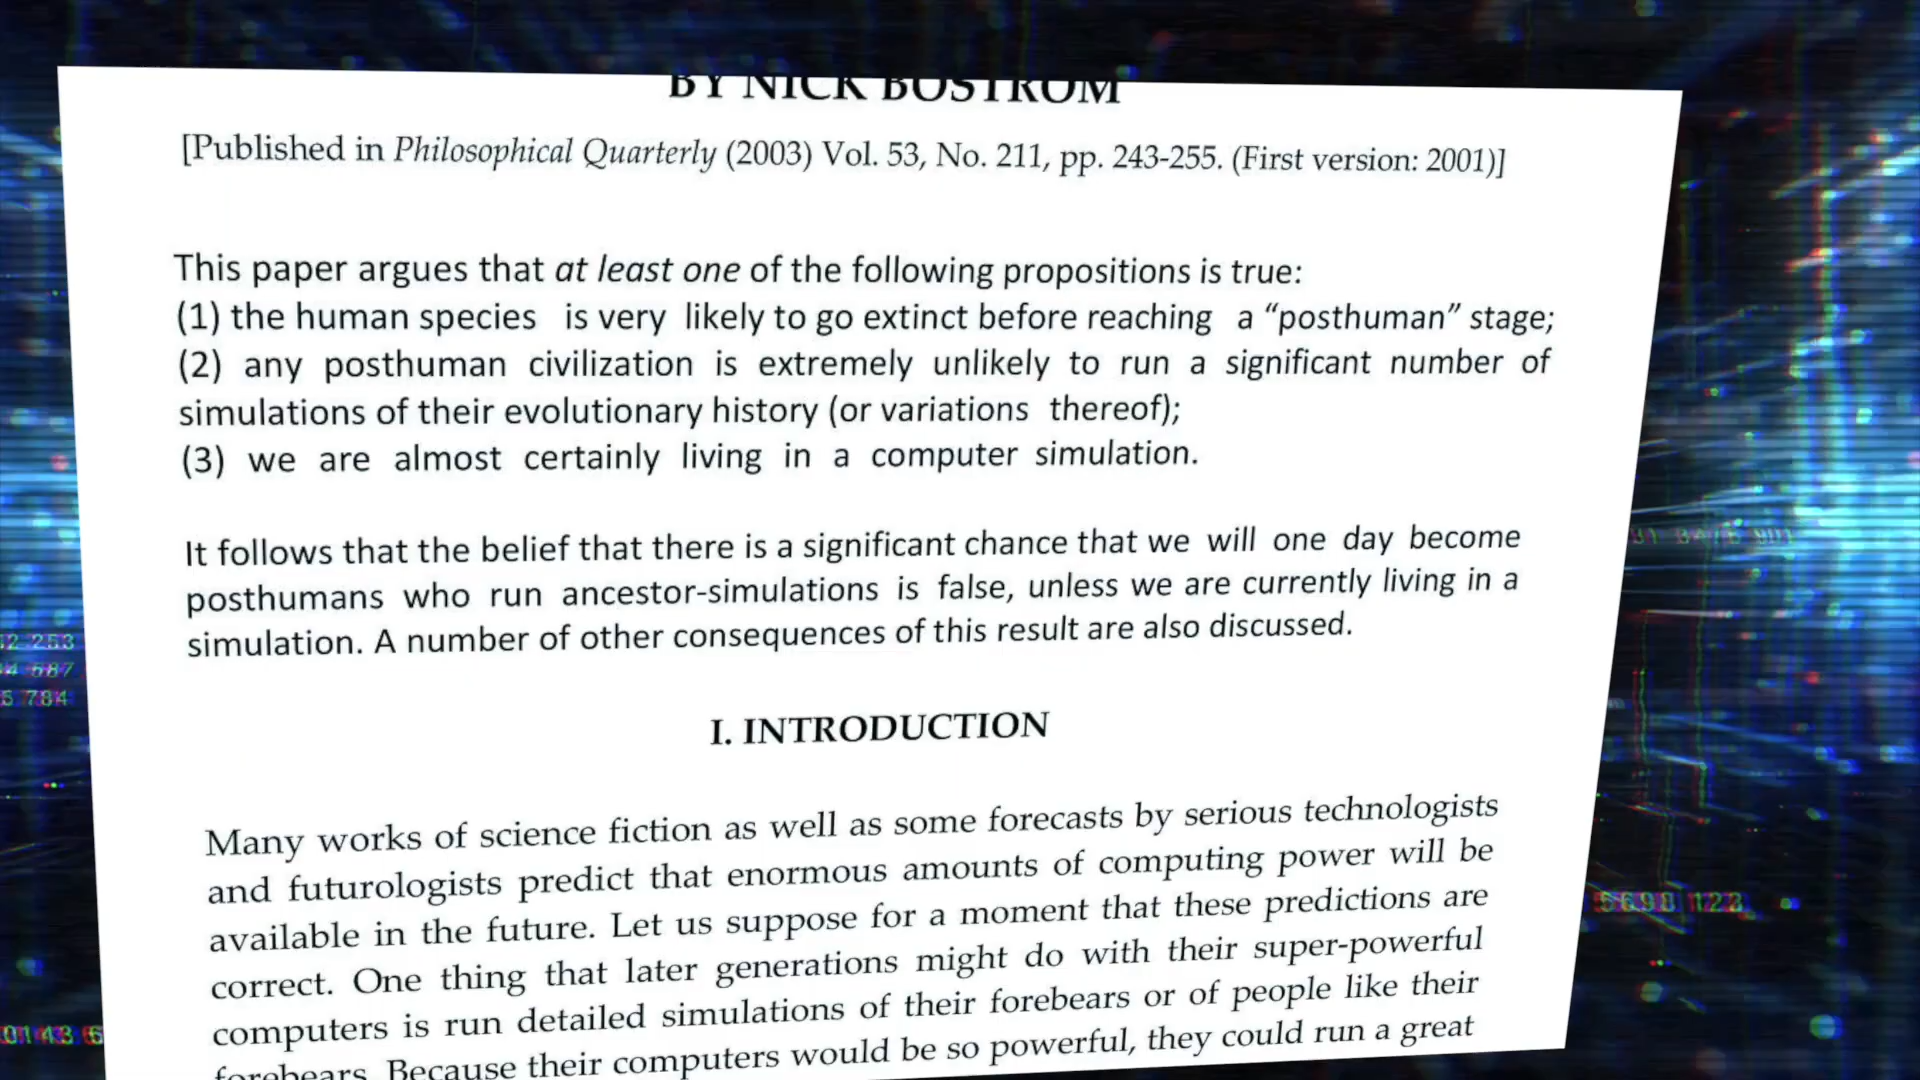 BY NICK BOSTROM
[Published in Philosophical Quarterly (2003) Vol. 53, No. 211, pp. 243-255. (First version: 2001)]
This paper argues that at least one of the following propositions is true:
(1) the human species is very likely to go extinct before reaching a “posthuman” stage;
(2) any posthuman civilization is extremely unlikely to run a significant number of
simulations of their evolutionary history (or variations thereof);
(3) we are almost certainly living in a computer simulation.
It follows that the belief that there is a significant chance that we will one day become
posthumans who run ancestor-simulations is false, unless we are currently living in a
simulation. A number of other consequences of this result are also discussed.
I. INTRODUCTION
Many works of science fiction as well as some forecasts by serious technologists
and futurologists predict that enormous amounts of computing power will be
available in the future. Let us suppose for a moment that these predictions are
correct. One thing that later generations might do with their super-powerful
computers is run detailed simulations of their forebears or of people like their
forebears. Because their computers would be so powerful, they could run a great
253
587
5 784
5698 1123
0143 6